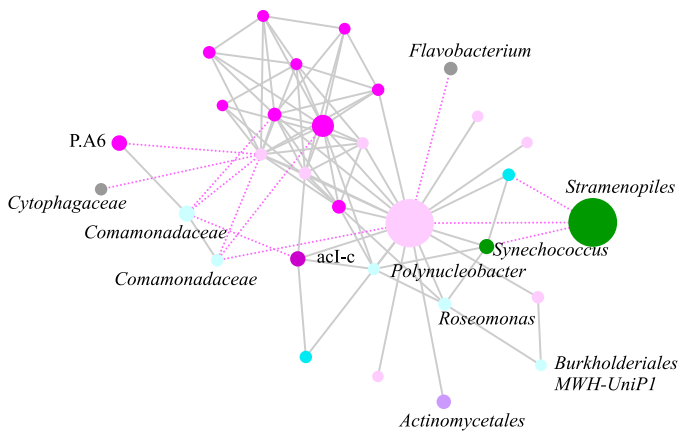 Flavobacterium
P.A6
Stramenopiles
Cytophagaceae
Comamonadaceae
Synechococcus
acI-c
Polynucleobacter
Comamonadaceae
Roseomonas
Burkholderiales
MWH-UniP1
Actinomycetales